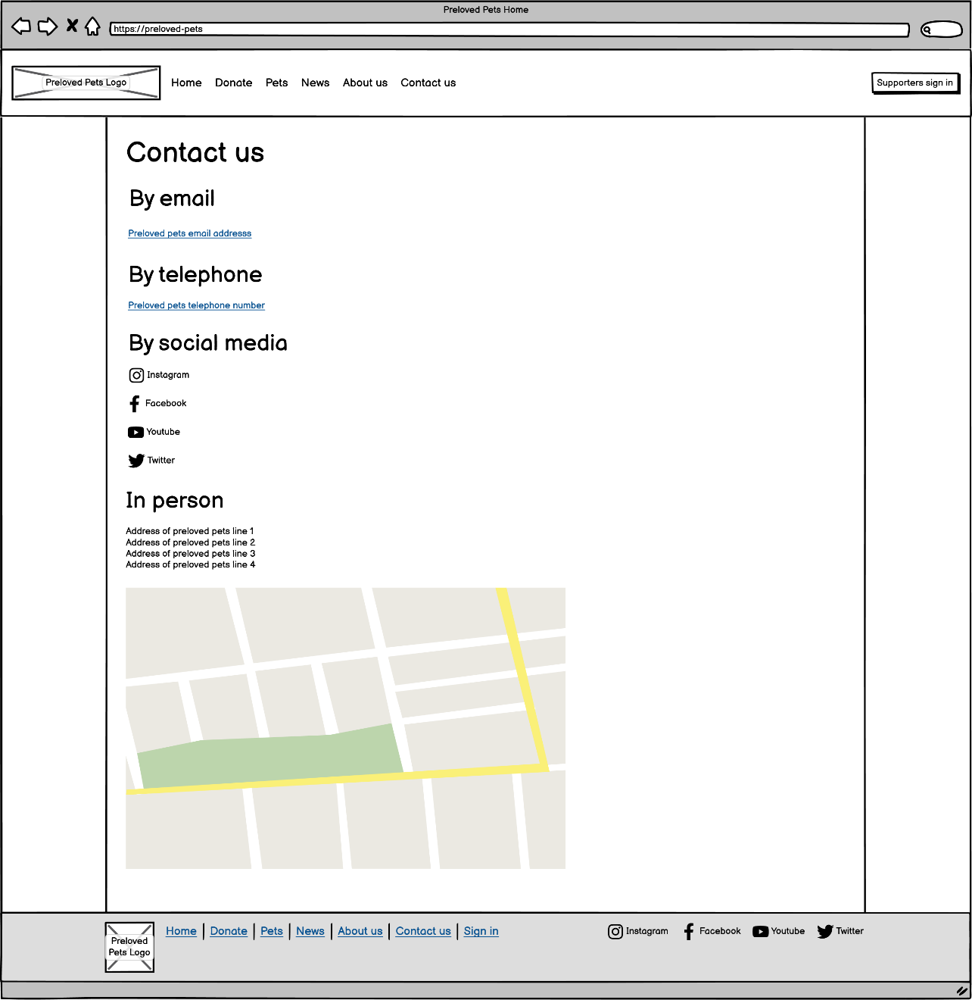 Preloved Pets Home
https://preloved-pets
Preloved Pets Logo
Home Donate Pets News About us Contact us
Supporters sign in
Contact us
By email
Preloved pets email addresss
By telephone
Preloved pets telephone number
By social media
Instagram
Facebook
Youtube
Twitter
In person
Address of preloved pets line 1
Address of preloved pets line 2
Address of preloved pets line 3
Address of preloved pets line 4
Preloved
Pets Logo
Home | Donate | Pets | News | About us | Contact us | Sign in
Instagram Facebook Youtube Twitter